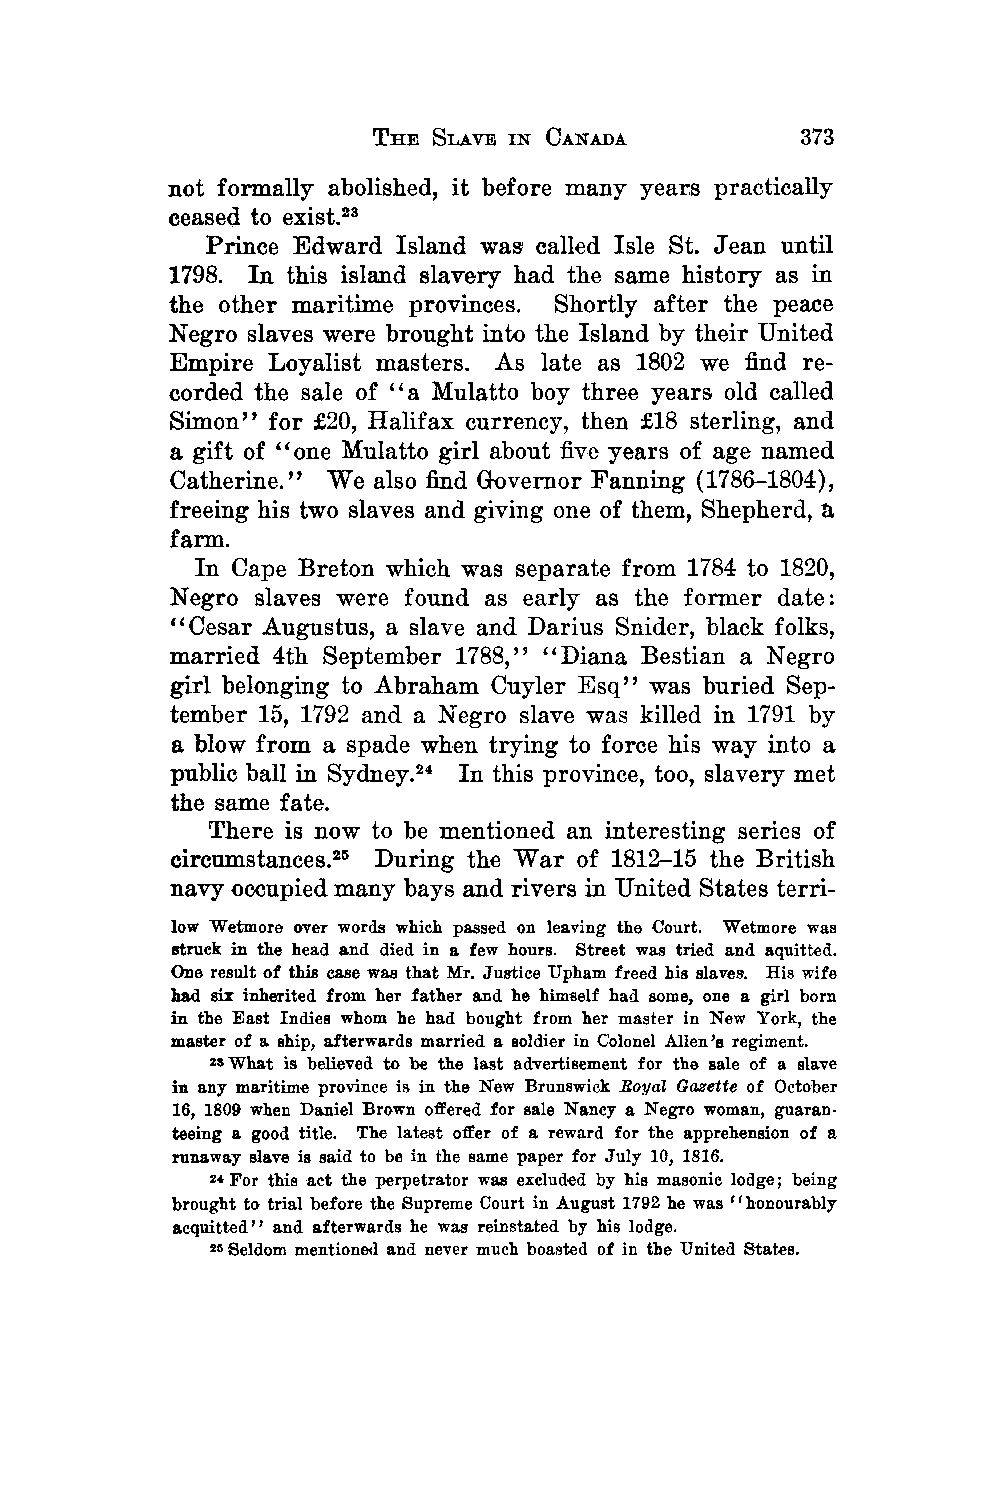 THE SLAVE IN CANADA 373
not formally abolished, it before many years practically
ceased to exist.²³
Prince Edward Island was called Isle St. Jean until
1798. In this island slavery had the same history as in
the other maritime provinces. Shortly after the peace
Negro slaves were brought into the Island by their United
Empire Loyalist masters. As late as 1802 we find re-
corded the sale of ‘‘a Mulatto boy three years old called
Simon’’ for £20, Halifax currency, then £18 sterling, and
a gift of ‘‘one Mulatto girl about five years of age named
Catherine.’’ We also find Governor Fanning (1786–1804),
freeing his two slaves and giving one of them, Shepherd, a
farm.
In Cape Breton which was separate from 1784 to 1820,
Negro slaves were found as early as the former date:
‘‘Cesar Augustus, a slave and Darius Snider, black folks,
married 4th September 1788,’’ ‘‘Diana Bestian a Negro
girl belonging to Abraham Cuyler Esq’’ was buried Sep-
tember 15, 1792 and a Negro slave was killed in 1791 by
a blow from a spade when trying to force his way into a
public ball in Sydney.²⁴ In this province, too, slavery met
the same fate.
There is now to be mentioned an interesting series of
circumstances.²⁵ During the War of 1812–15 the British
navy occupied many bays and rivers in United States terri-
low Wetmore over words which passed on leaving the Court. Wetmore was
struck in the head and died in a few hours. Street was tried and aquitted.
One result of this case was that Mr. Justice Upham freed his slaves. His wife
had six inherited from her father and he himself had some, one a girl born
in the East Indies whom he had bought from her master in New York, the
master of a ship, afterwards married a soldier in Colonel Allen’s regiment.
²³ What is believed to be the last advertisement for the sale of a slave
in any maritime province is in the New Brunswick Royal Gazette of October
16, 1809 when Daniel Brown offered for sale Nancy a Negro woman, guaran-
teeing a good title. The latest offer of a reward for the apprehension of a
runaway slave is said to be in the same paper for July 10, 1816.
²⁴ For this act the perpetrator was excluded by his masonic lodge; being
brought to trial before the Supreme Court in August 1792 he was ‘‘honourably
acquitted’’ and afterwards he was reinstated by his lodge.
²⁵ Seldom mentioned and never much boasted of in the United States.